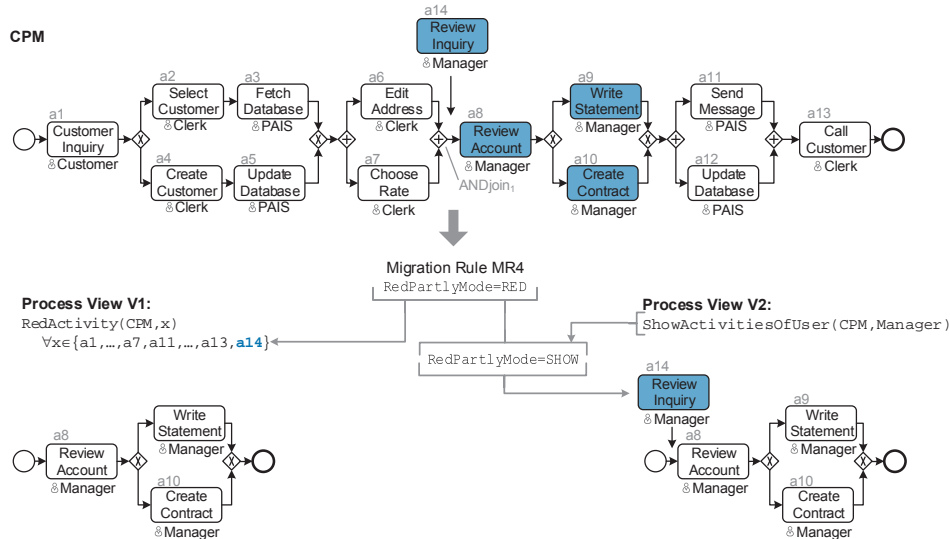 CPM
a14
Review
Inquiry
Manager
a1
Customer
Inquiry
Customer
a2
Select
Customer
Clerk
a3
Fetch
Database
PAIS
a4
Create
Customer
Clerk
a5
Update
Database
PAIS
a6
Edit
Address
Clerk
a7
Choose
Rate
Clerk
ANDjoin1
a8
Review
Account
Manager
a9
Write
Statement
Manager
a10
Create
Contract
Manager
a11
Send
Message
PAIS
a12
Update
Database
PAIS
a13
Call
Customer
Clerk
Migration Rule MR4
RedPartlyMode=RED
Process View V1:
RedActivity(CPM,x)
∀x∈{a1,…,a7,a11,…,a13,a14}
Process View V2:
ShowActivitiesOfUser(CPM,Manager)
RedPartlyMode=SHOW
a8
Review
Account
Manager
Write
Statement
Manager
a10
Create
Contract
Manager
a14
Review
Inquiry
Manager
a8
Review
Account
Manager
a9
Write
Statement
Manager
a10
Create
Contract
Manager